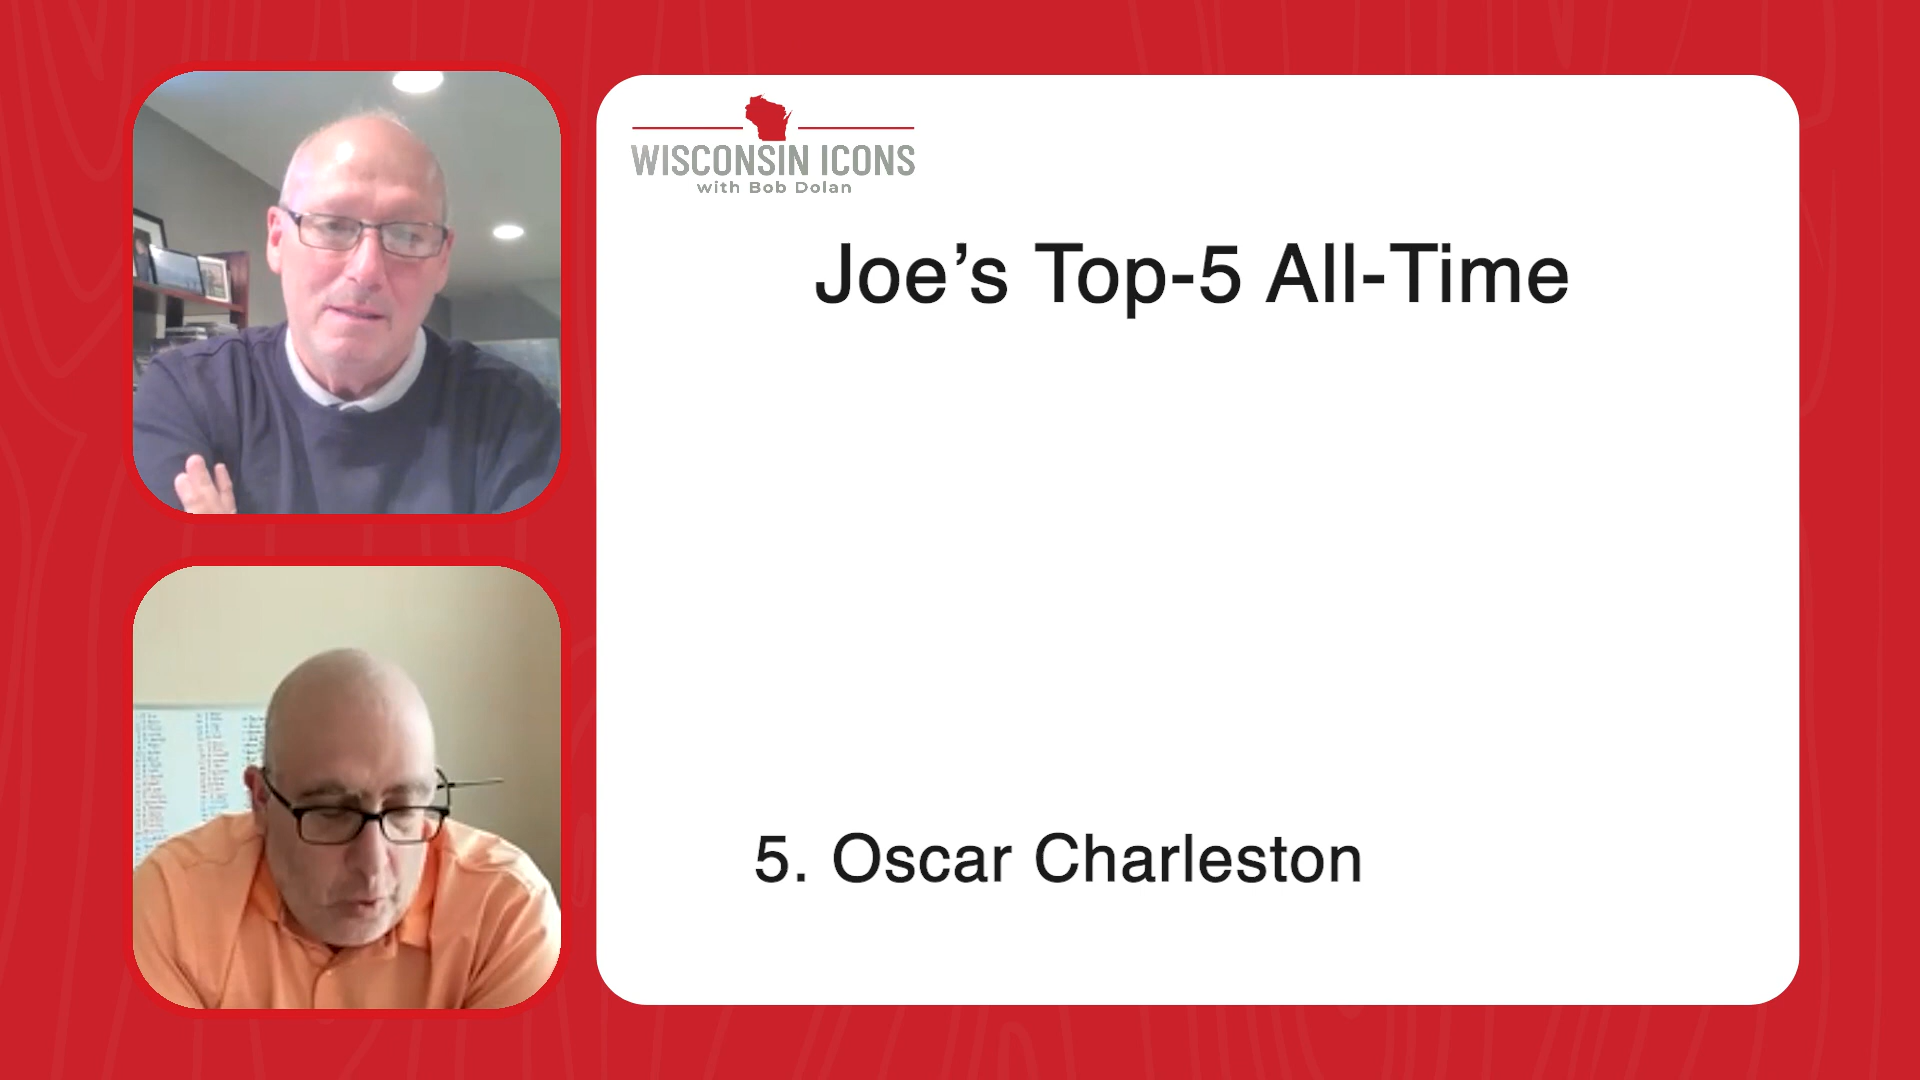 WISCONSIN ICONS
with Bob Dolan
Joe’s Top-5 All-Time
5. Oscar Charleston